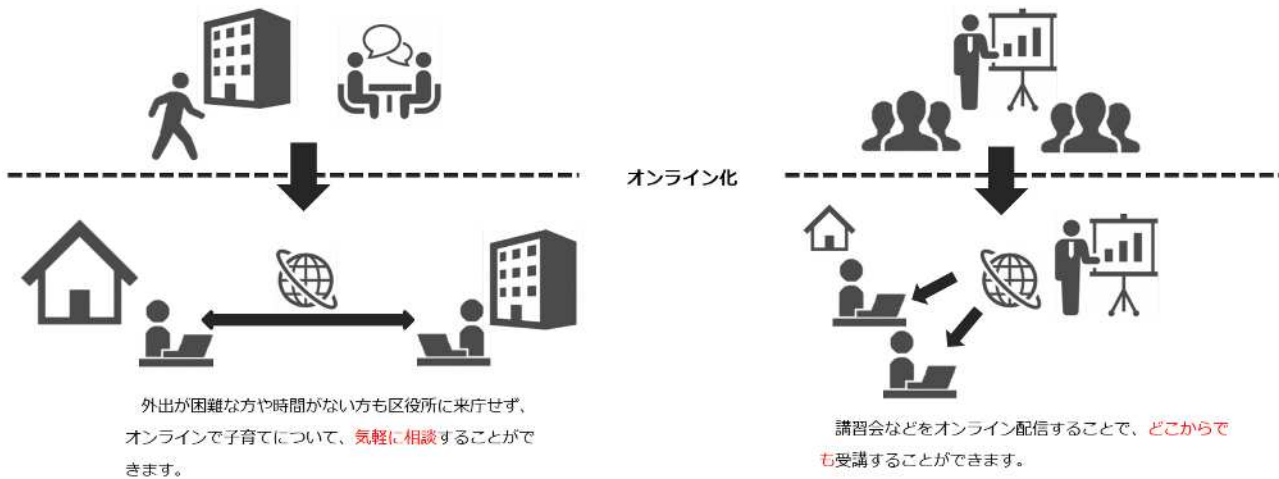 オンライン化
外出が困難な方や時間がない方も区役所に来庁せず、
オンラインで子育てについて、気軽に相談することがで
きます。
講習会などをオンライン配信することで、どこからで
も受講することができます。